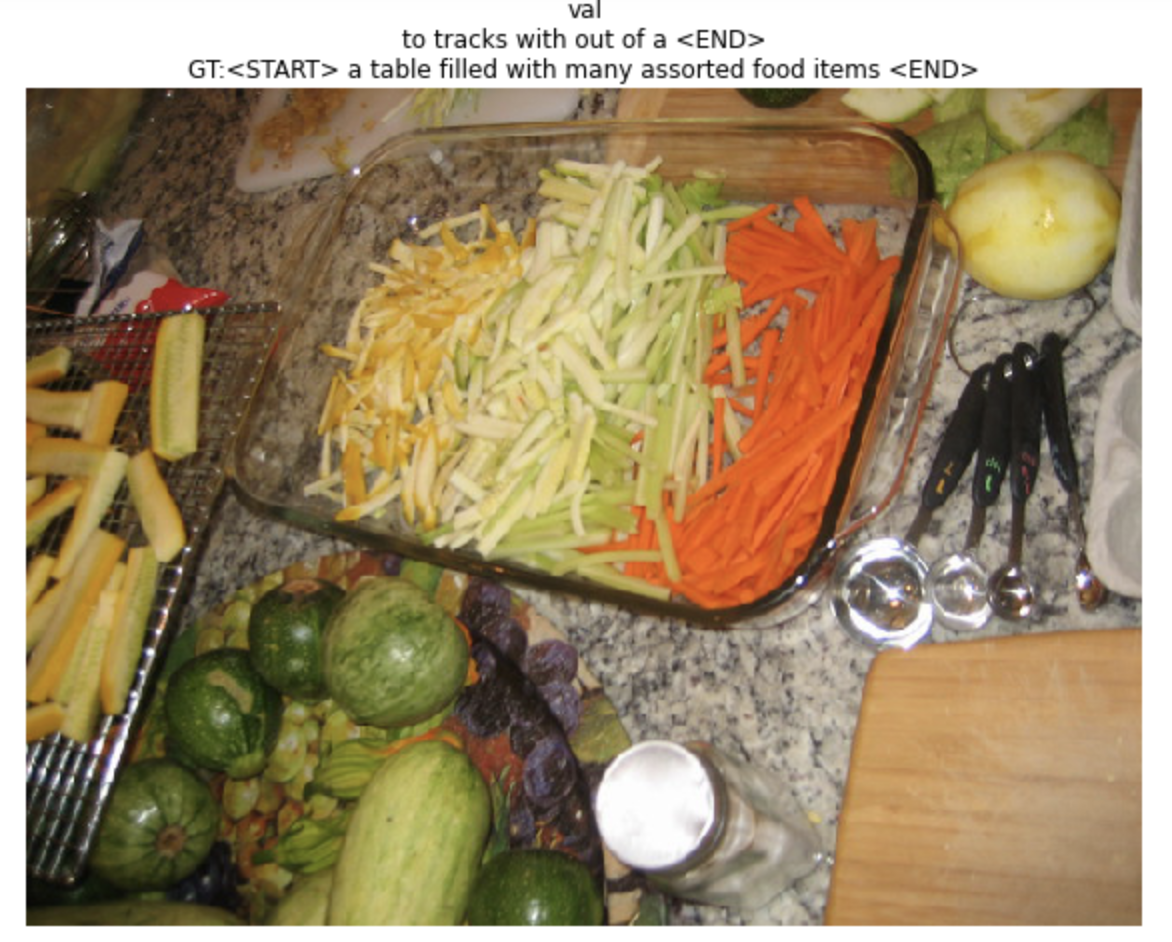 val
to tracks with out of a <END>
GT:<START> a table filled with many assorted food items <END>